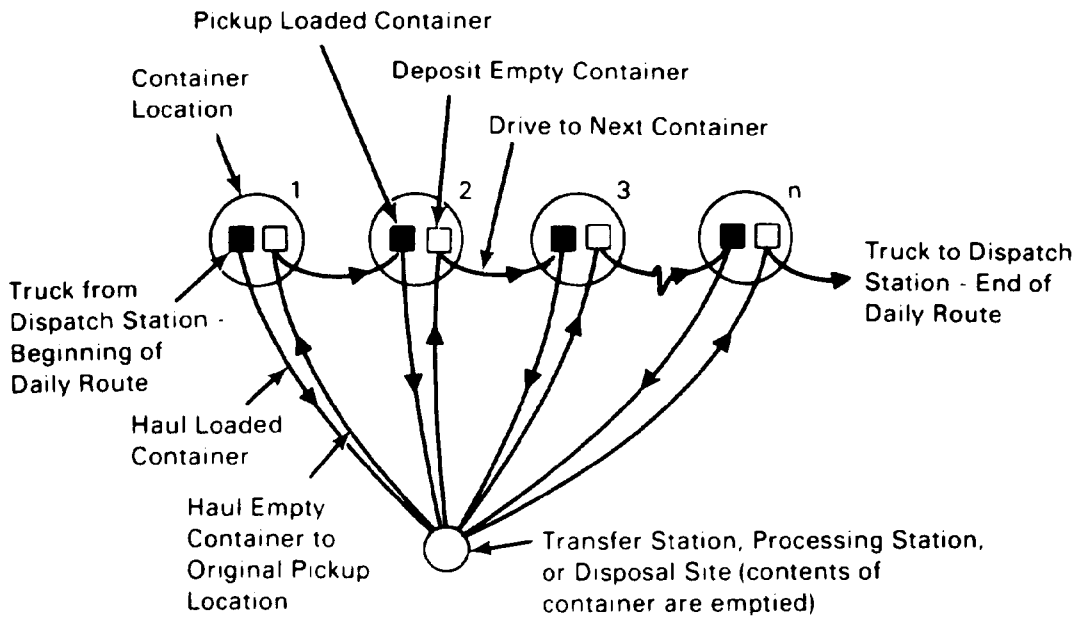 Pickup Loaded Container
Container
Location
Deposit Empty Container
Drive to Next Container
1
2
3
n
Truck from
Dispatch Station -
Beginning of
Daily Route
Truck to Dispatch
Station - End of
Daily Route
Haul Loaded
Container
Haul Empty
Container to
Original Pickup
Location
Transfer Station, Processing Station,
or Disposal Site (contents of
container are emptied)